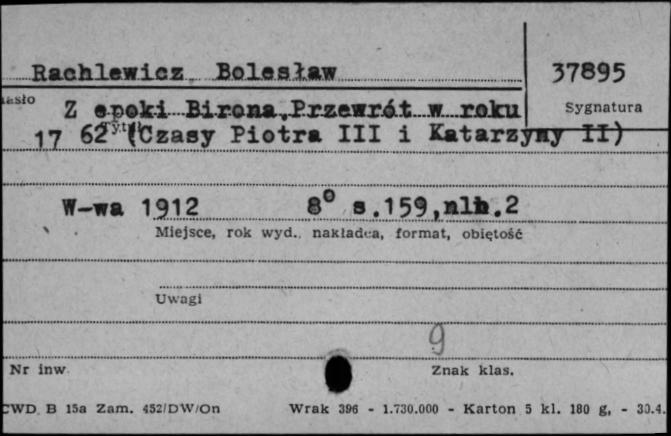 Rachlewicz Bolesław 37895
Hasło Z epoki Birona.Przewrót w roku Sygnatura
17 62 Tytuł (Czasy Piotra III i Katarzyny II)
W-wa 1912 8° s.159,nlb.2
Miejsce, rok wyd., nakładca, format, objętość
Uwagi
9
Nr inw. Znak klas.
CWD B 15a Zam. 452/DW/On Wrak 396 - 1.730.000 - Karton 5 kl. 180 g, - 30.4.